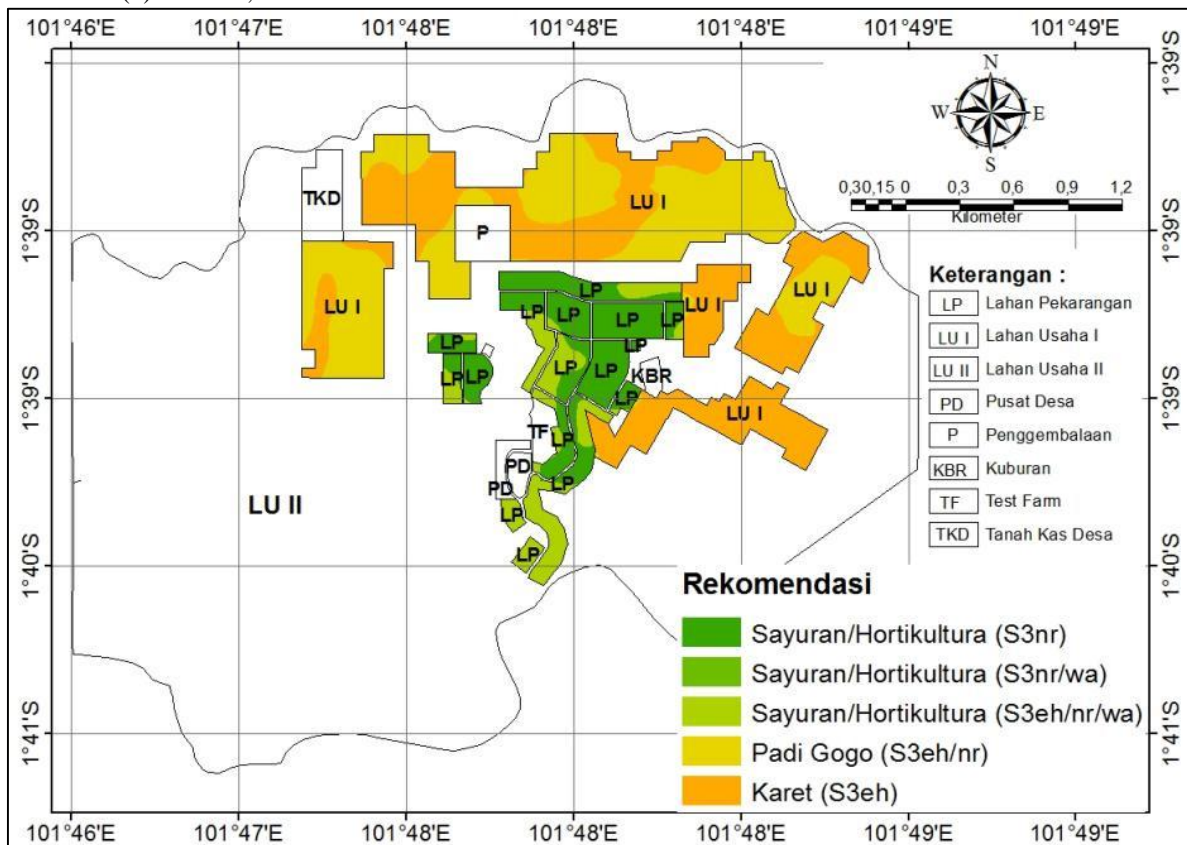 101°46'E 101°47'E 101°48'E 101°48'E 101°48'E 101°49'E 101°49'E
1°39'S 1°39'S
N
W E
S
0,30,15 0 0,3 0,6 0,9 1,2
Kilometer
TKD
LU I
P
1°39'S 1°39'S
Keterangan :
LP Lahan Pekarangan
LU I Lahan Usaha I
LU II Lahan Usaha II
PD Pusat Desa
P Penggembalaan
KBR Kuburan
TF Test Farm
TKD Tanah Kas Desa
LP
LU I LU I LU I
LP LP LP LP
LP LP
LP LP
LP LP KBR
1°39'S 1°39'S
LP
LU I
TF LP
PD
PD LP
LU II LP
LP
1°40'S 1°40'S
Rekomendasi
Sayuran/Hortikultura (S3nr)
Sayuran/Hortikultura (S3nr/wa)
Sayuran/Hortikultura (S3eh/nr/wa)
Padi Gogo (S3eh/nr)
Karet (S3eh)
1°41'S 1°41'S
101°46'E 101°47'E 101°48'E 101°48'E 101°48'E 101°49'E 101°49'E